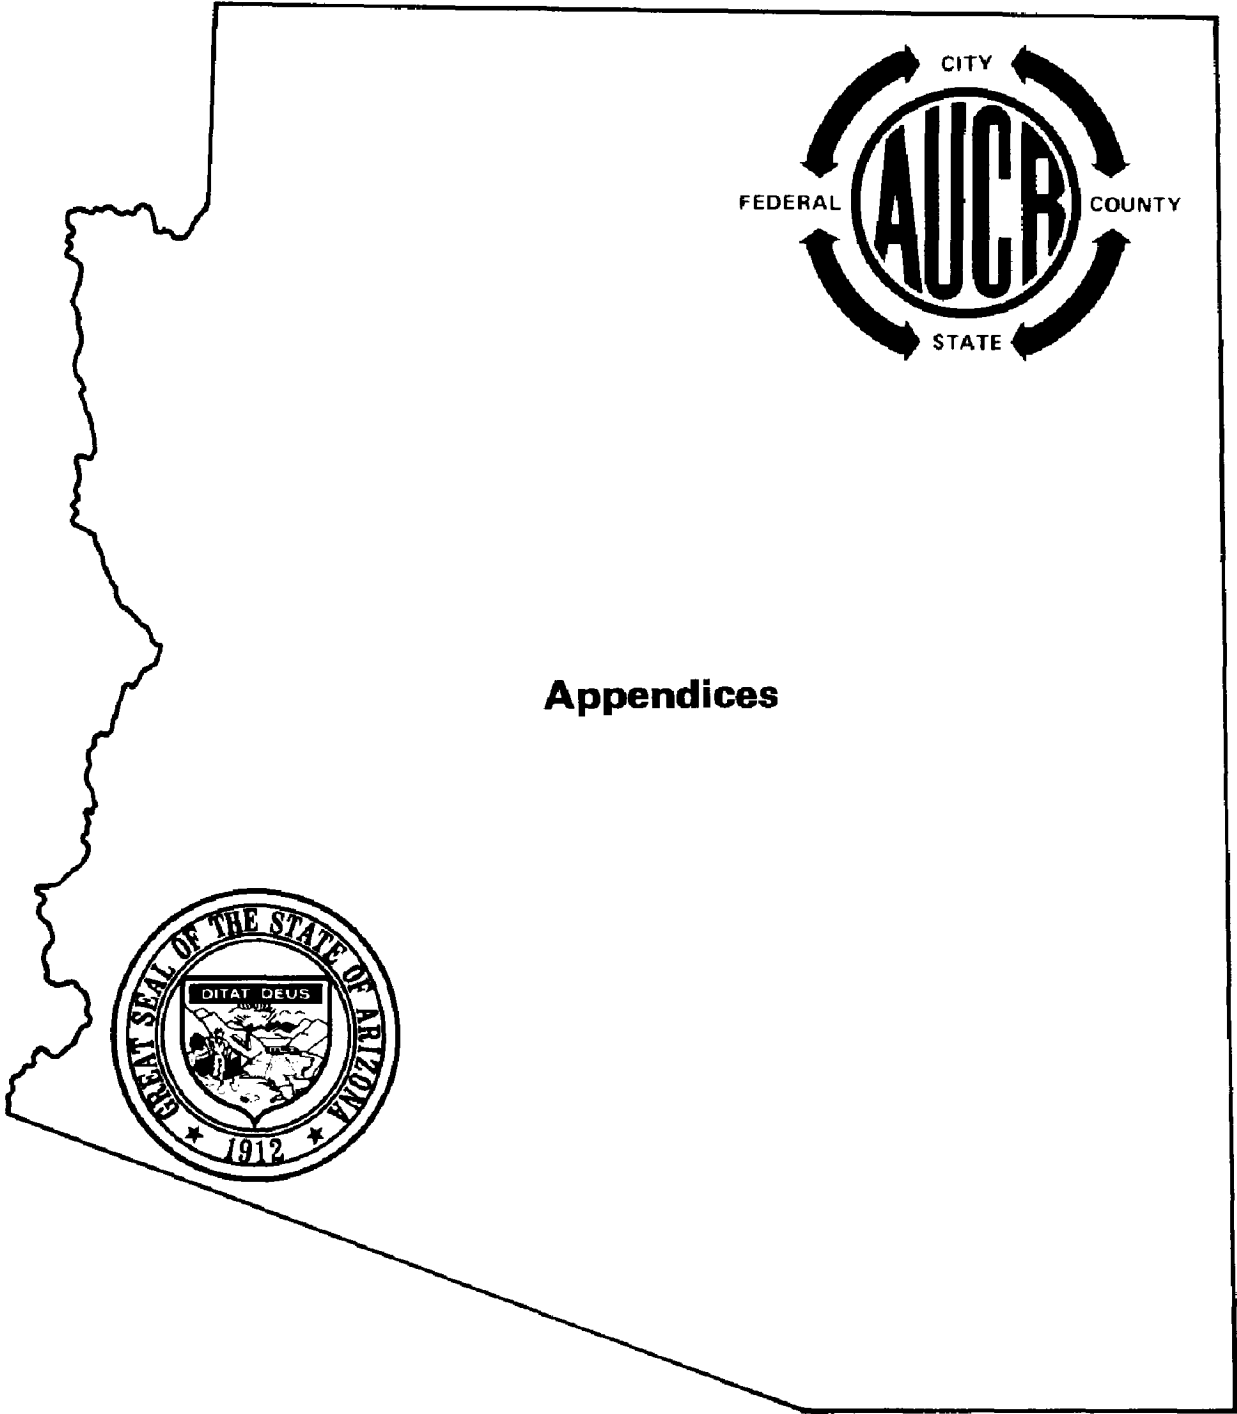 CITY
FEDERAL
AUCR
COUNTY
STATE
Appendices
GREAT SEAL OF THE STATE OF ARIZONA
DITAT DEUS
1912